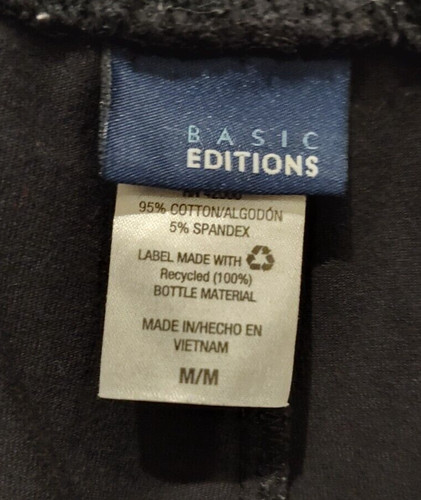 BASIC
EDITIONS
95% COTTON/ALGODÓN
5% SPANDEX
LABEL MADE WITH
Recycled (100%)
BOTTLE MATERIAL
MADE IN/HECHO EN
VIETNAM
M/M